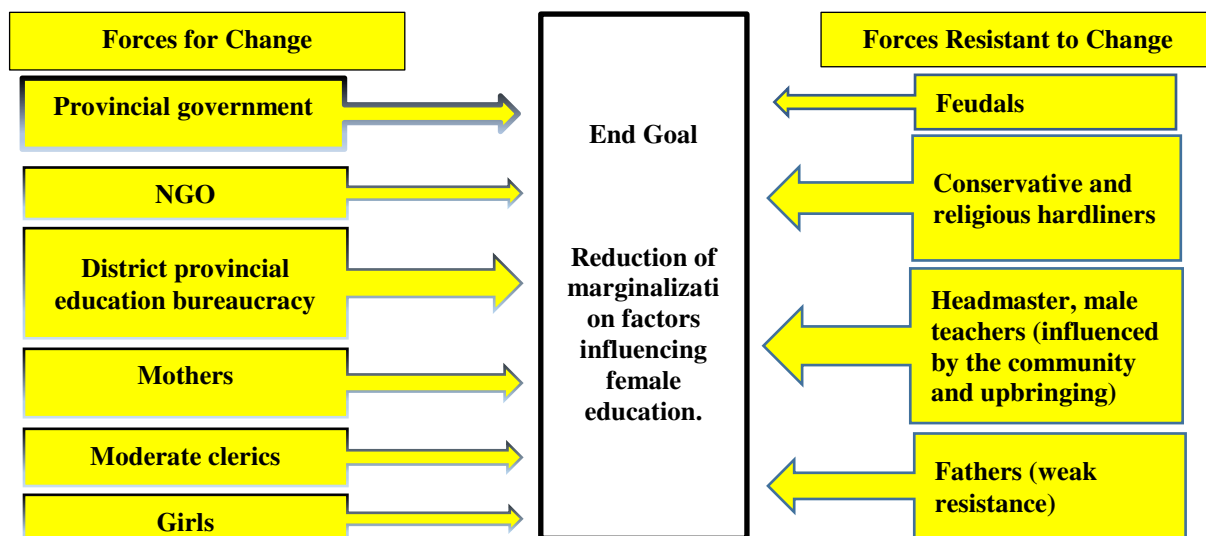 Forces for Change
Provincial government
NGO
District provincial
education bureaucracy
Mothers
Moderate clerics
Girls
End Goal
Reduction of
marginalizati
on factors
influencing
female
education.
Forces Resistant to Change
Feudals
Conservative and
religious hardliners
Headmaster, male
teachers (influenced
by the community
and upbringing)
Fathers (weak
resistance)